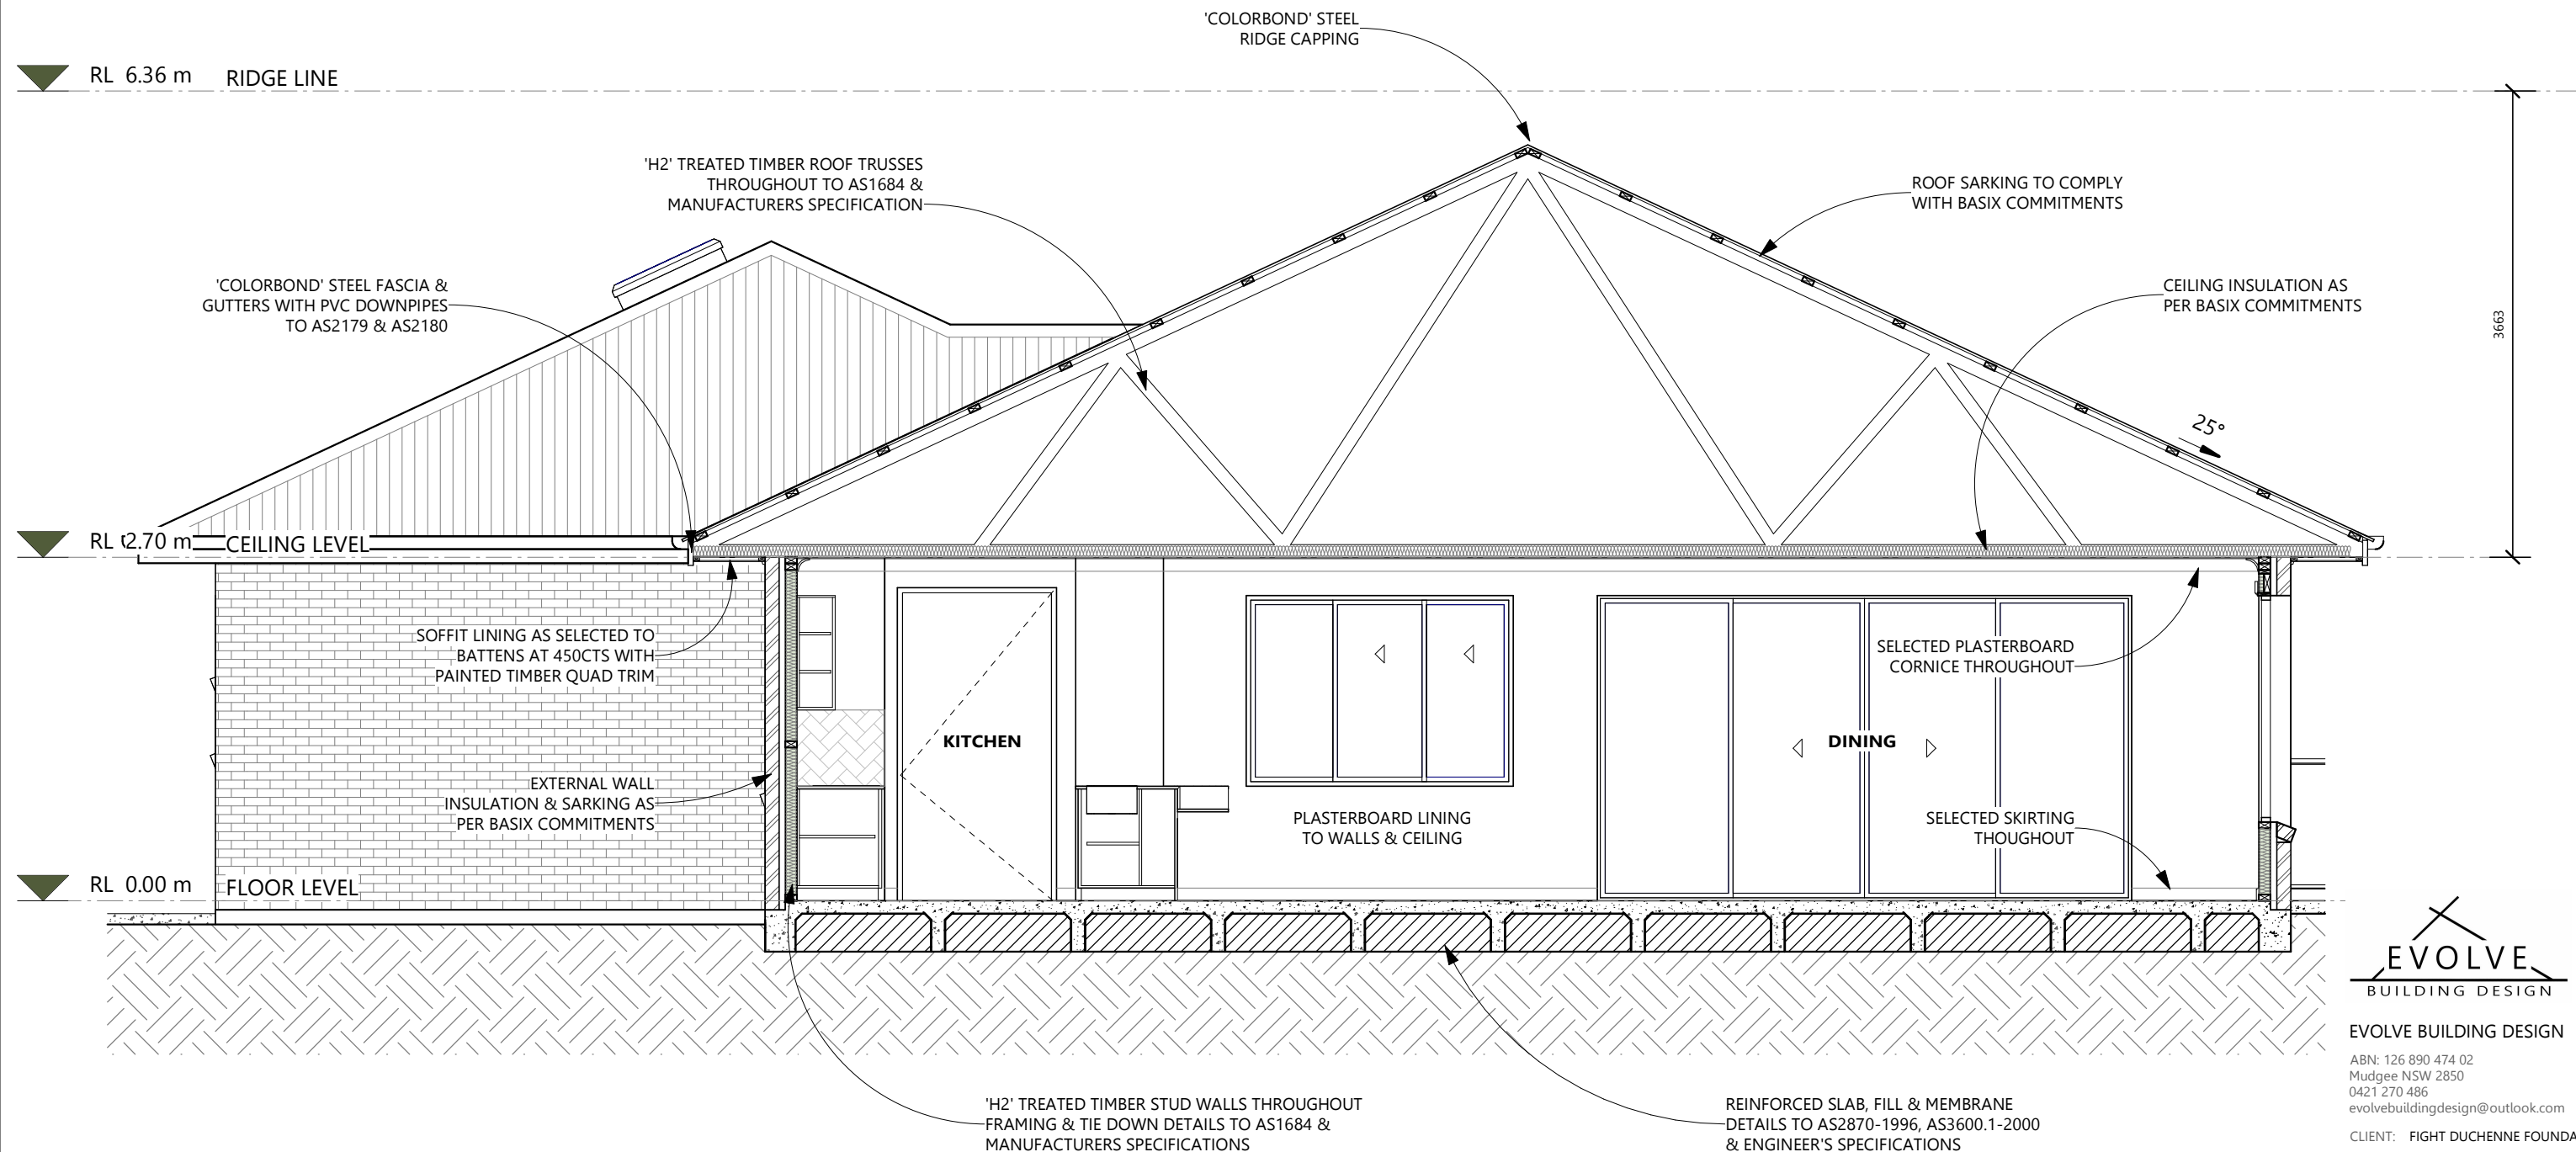 'COLORBOND' STEEL
RIDGE CAPPING
RL 6.36 m RIDGE LINE
'H2' TREATED TIMBER ROOF TRUSSES
THROUGHOUT TO AS1684 &
MANUFACTURERS SPECIFICATION
ROOF SARKING TO COMPLY
WITH BASIX COMMITMENTS
'COLORBOND' STEEL FASCIA &
GUTTERS WITH PVC DOWNPIPES
TO AS2179 & AS2180
CEILING INSULATION AS
PER BASIX COMMITMENTS
3663
25°
RL 2.70 m CEILING LEVEL
SOFFIT LINING AS SELECTED TO
BATTENS AT 450CTS WITH
PAINTED TIMBER QUAD TRIM
SELECTED PLASTERBOARD
CORNICE THROUGHOUT
KITCHEN
DINING
EXTERNAL WALL
INSULATION & SARKING AS
PER BASIX COMMITMENTS
PLASTERBOARD LINING
TO WALLS & CEILING
SELECTED SKIRTING
THOUGHOUT
RL 0.00 m FLOOR LEVEL
EVOLVE
BUILDING DESIGN
EVOLVE BUILDING DESIGN
ABN: 126 890 474 02
Mudgee NSW 2850
0421 270 486
evolvebuildingdesign@outlook.com
CLIENT: FIGHT DUCHENNE FOUNDA
'H2' TREATED TIMBER STUD WALLS THROUGHOUT
FRAMING & TIE DOWN DETAILS TO AS1684 &
MANUFACTURERS SPECIFICATIONS
REINFORCED SLAB, FILL & MEMBRANE
DETAILS TO AS2870-1996, AS3600.1-2000
& ENGINEER'S SPECIFICATIONS